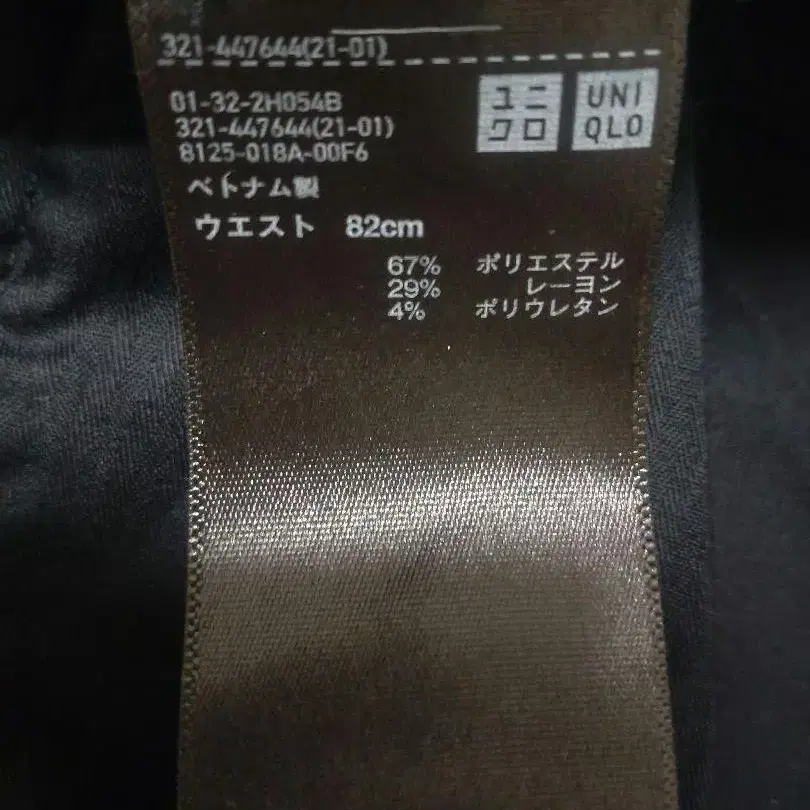 321-447644(21-01)
01-32-2H054B
321-447644(21-01)
8125-018A-00F6
ユニ
クロ
UNI
QLO
ベトナム製
ウエスト 82cm
67% ポリエステル
29% レーヨン
4% ポリウレタン